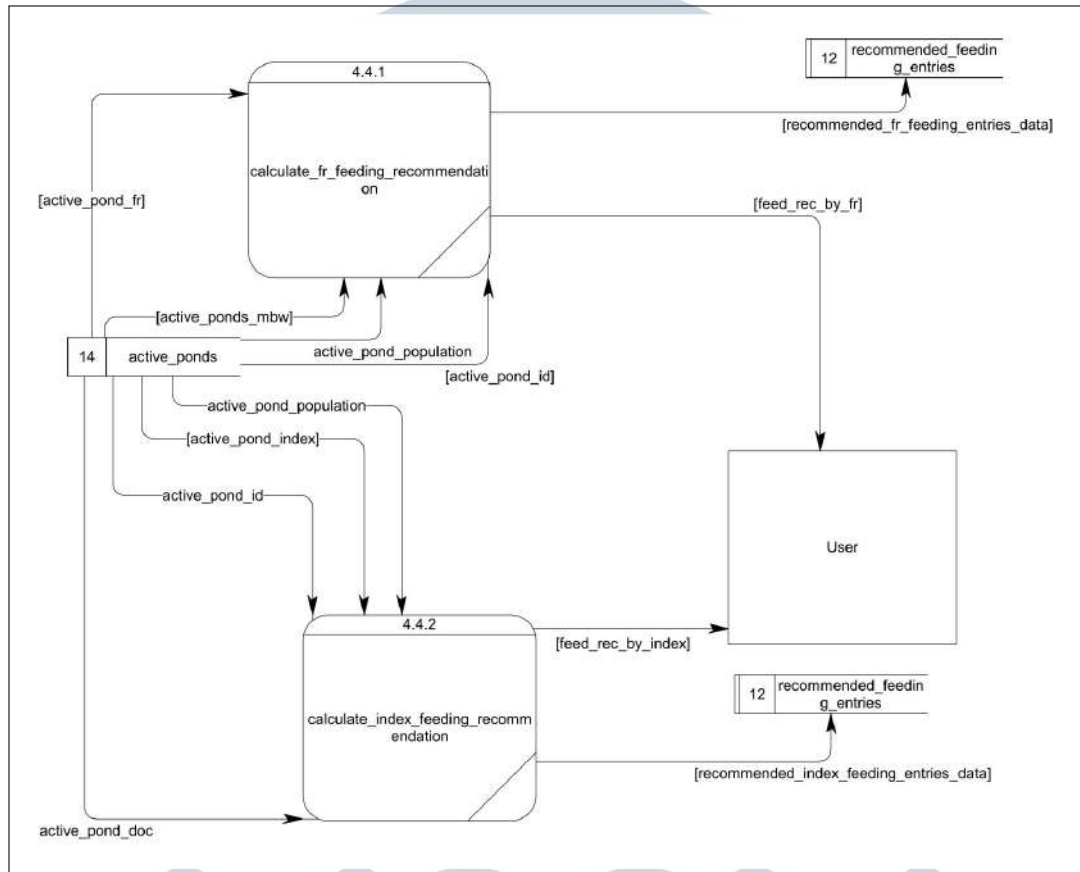 4.4.1
12
recommended_feedin
g_entries
[recommended_fr_feeding_entries_data]
calculate_fr_feeding_recommendati
on
[active_pond_fr]
[feed_rec_by_fr]
[active_ponds_mbw]
14
active_ponds
active_pond_population
[active_pond_id]
active_pond_population
[active_pond_index]
active_pond_id
User
4.4.2
[feed_rec_by_index]
12
recommended_feedin
g_entries
calculate_index_feeding_recomm
endation
[recommended_index_feeding_entries_data]
active_pond_doc